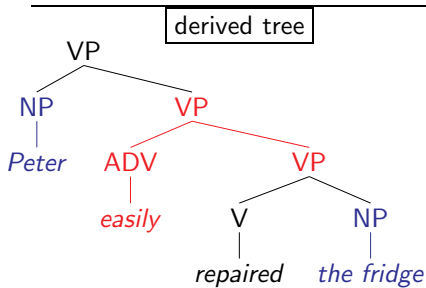 derived tree
VP
NP VP
Peter ADV VP
easily V NP
repaired the fridge